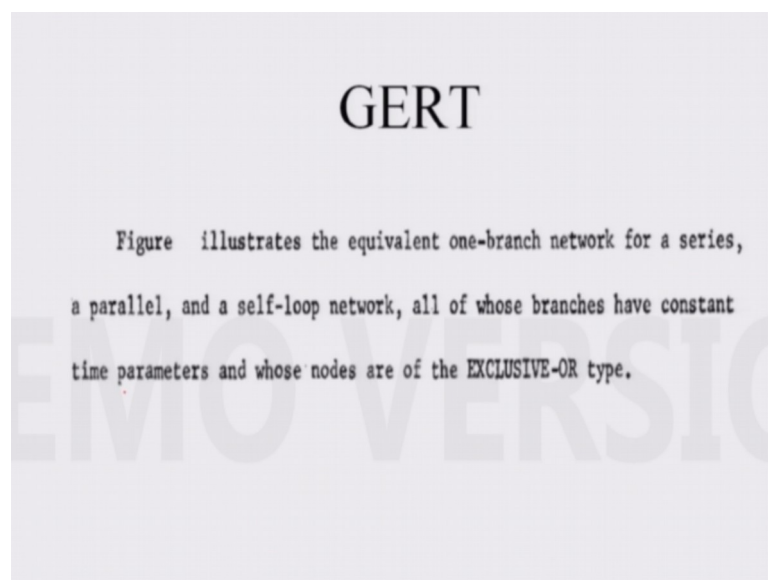 GERT
Figure illustrates the equivalent one-branch network for a series,
a parallel, and a self-loop network, all of whose branches have constant
time parameters and whose nodes are of the EXCLUSIVE-OR type.
EMO VERSIO